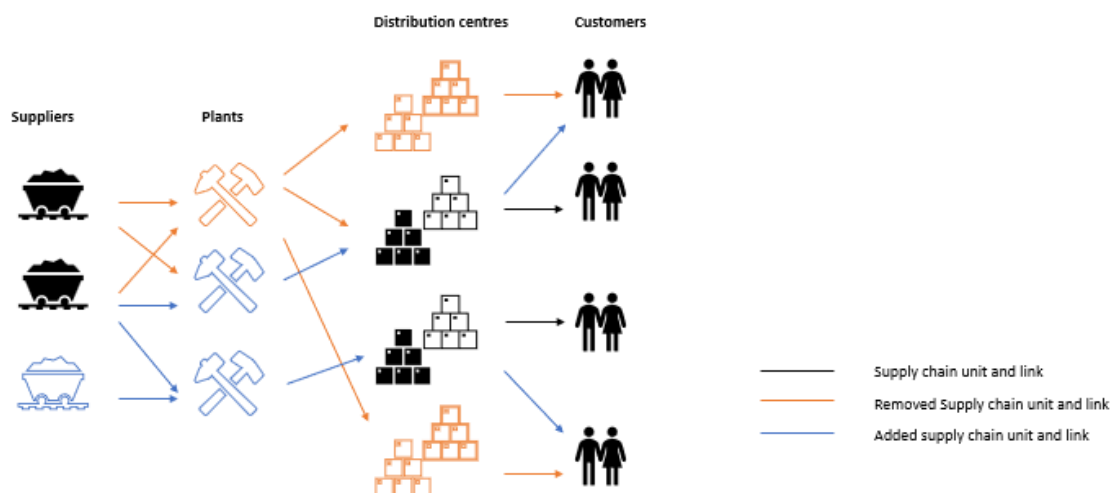 Distribution centres
Customers
Suppliers
Plants
Supply chain unit and link
Removed Supply chain unit and link
Added supply chain unit and link